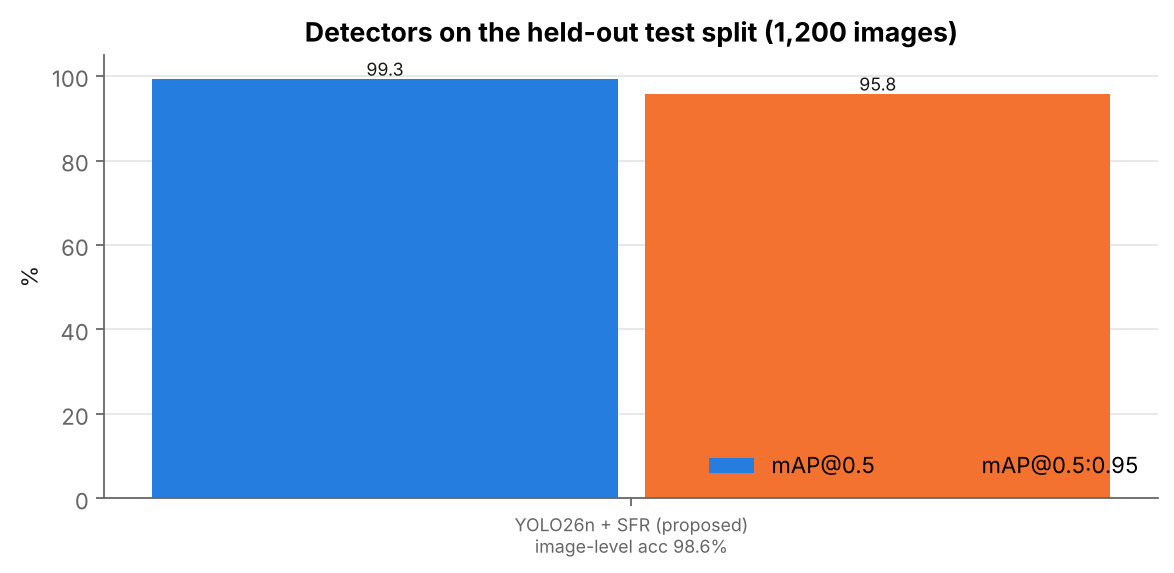 Detectors on the held-out test split (1,200 images)
99.3
95.8
100
80
60
40
20
0
%
mAP@0.5
mAP@0.5:0.95
YOLO26n + SFR (proposed)
image-level acc 98.6%